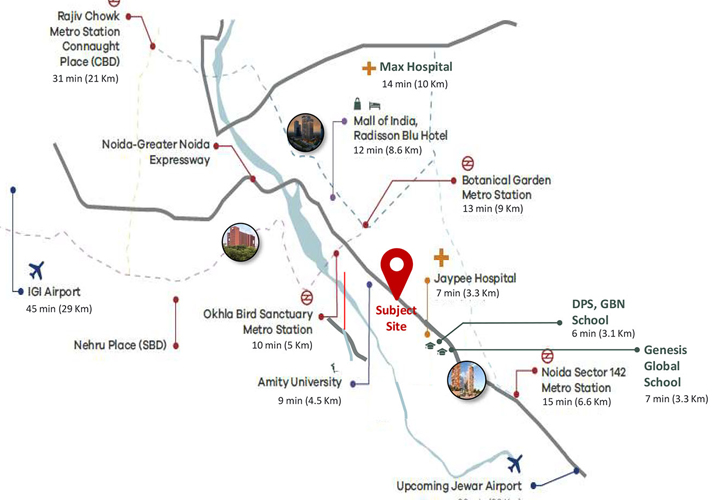 Rajiv Chowk
Metro Station
Connaught
Place (CBD)
31 min (21 Km)
Max Hospital
14 min (10 Km)
Mall of India,
Radisson Blu Hotel
12 min (8.6 Km)
Noida-Greater Noida
Expressway
Botanical Garden
Metro Station
13 min (9 Km)
IGI Airport
45 min (29 Km)
Jaypee Hospital
7 min (3.3 Km)
Subject
Site
DPS, GBN
School
6 min (3.1 Km)
Okhla Bird Sanctuary
Metro Station
10 min (5 Km)
Nehru Place (SBD)
Genesis
Global
School
7 min (3.3 Km)
Amity University
9 min (4.5 Km)
Noida Sector 142
Metro Station
15 min (6.6 Km)
Upcoming Jewar Airport